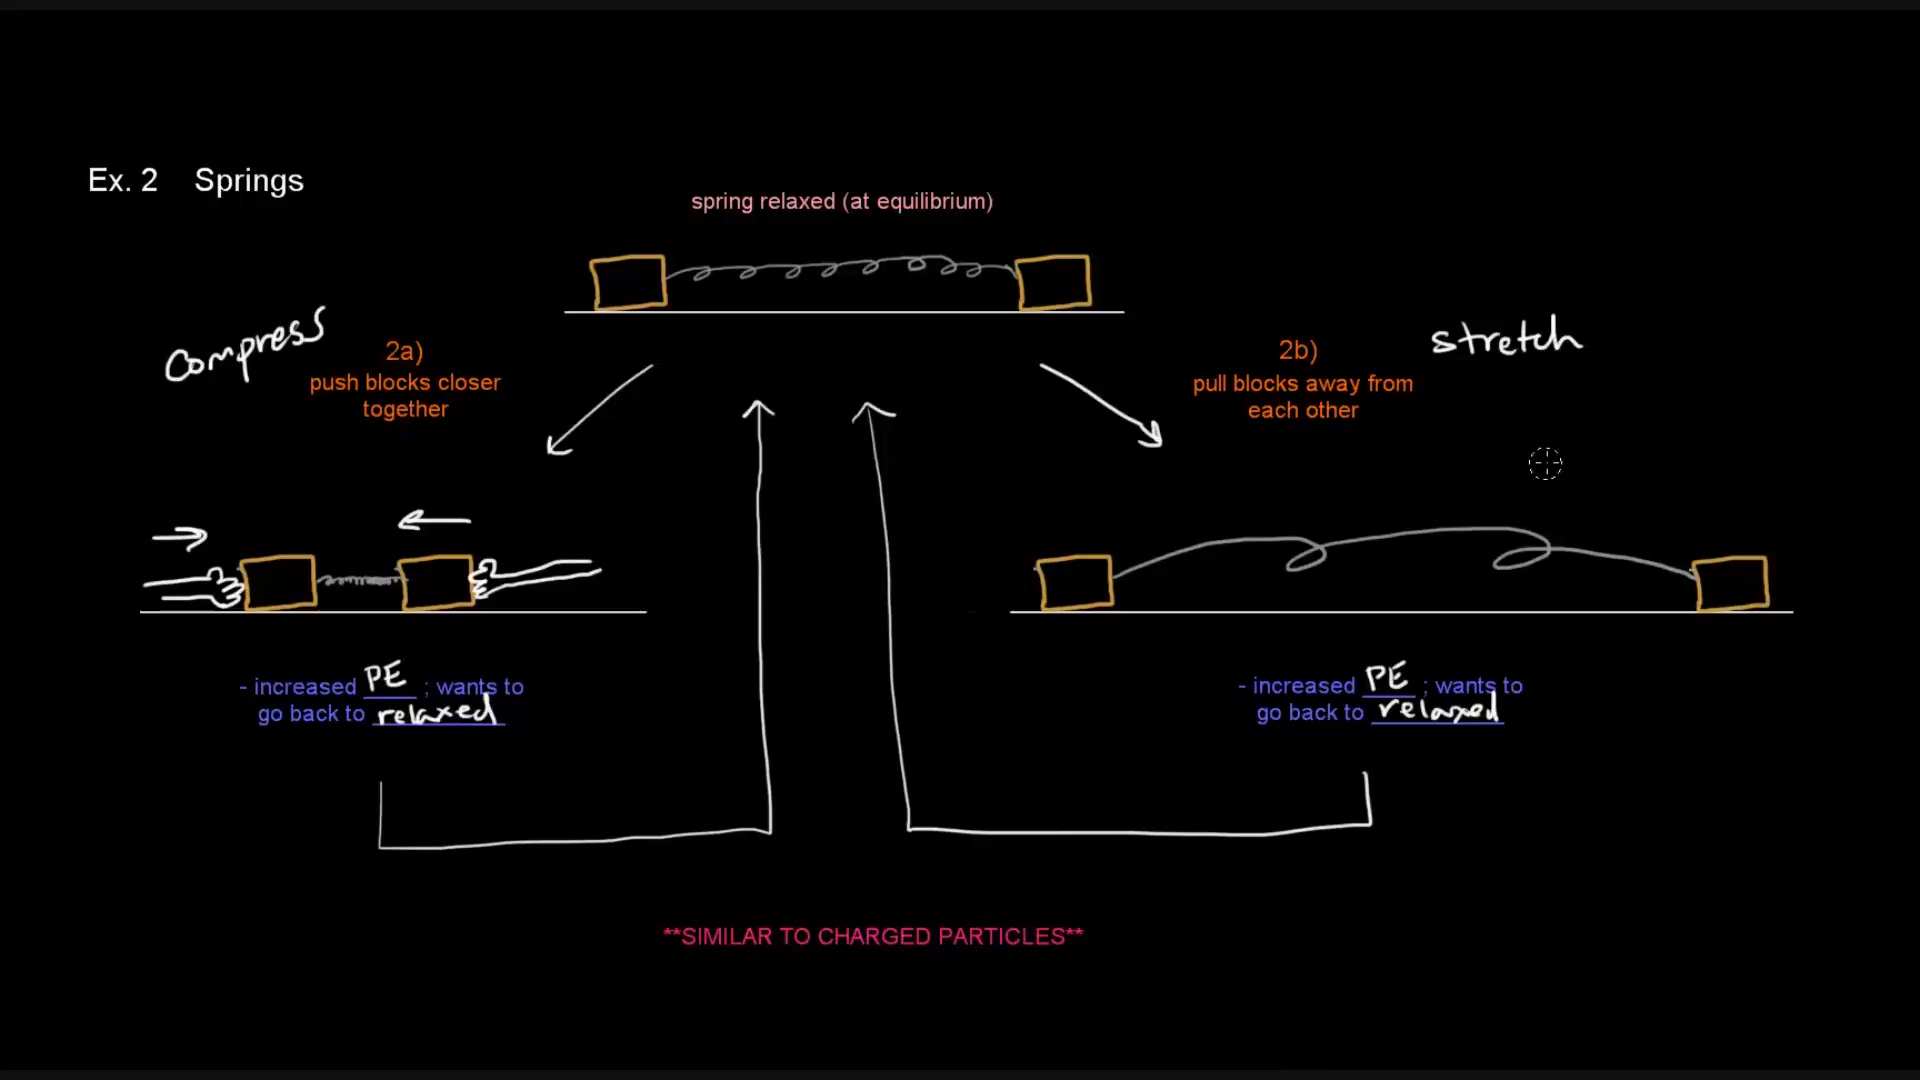 Ex. 2 Springs
spring relaxed (at equilibrium)
Compress
2a)
push blocks closer
together
2b)
pull blocks away from
each other
stretch
- increased PE ; wants to
go back to relaxed
- increased PE ; wants to
go back to relaxed
**SIMILAR TO CHARGED PARTICLES**